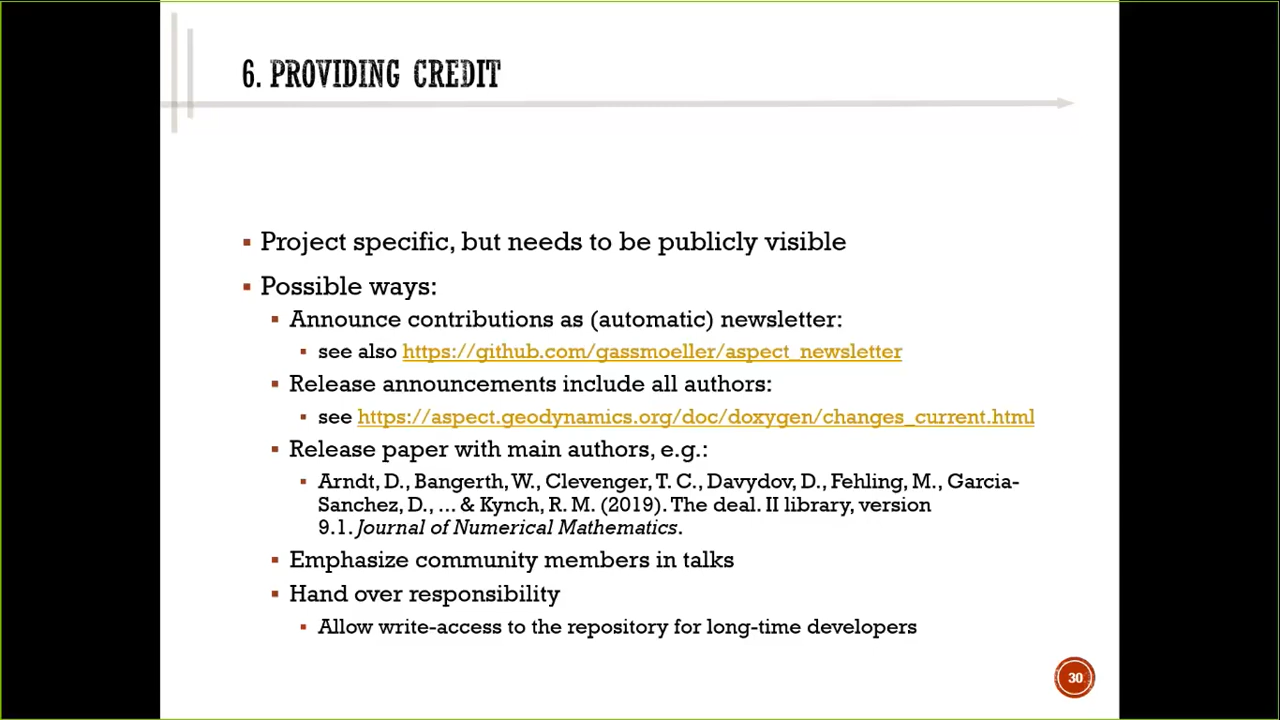 6. PROVIDING CREDIT
▪ Project specific, but needs to be publicly visible
▪ Possible ways:
▪ Announce contributions as (automatic) newsletter:
▪ see also https://github.com/gassmoeller/aspect_newsletter
▪ Release announcements include all authors:
▪ see https://aspect.geodynamics.org/doc/doxygen/changes_current.html
▪ Release paper with main authors, e.g.:
▪ Arndt, D., Bangerth, W., Clevenger, T. C., Davydov, D., Fehling, M., Garcia-
Sanchez, D., ... & Kynch, R. M. (2019). The deal. II library, version
9.1. Journal of Numerical Mathematics.
▪ Emphasize community members in talks
▪ Hand over responsibility
▪ Allow write-access to the repository for long-time developers
30